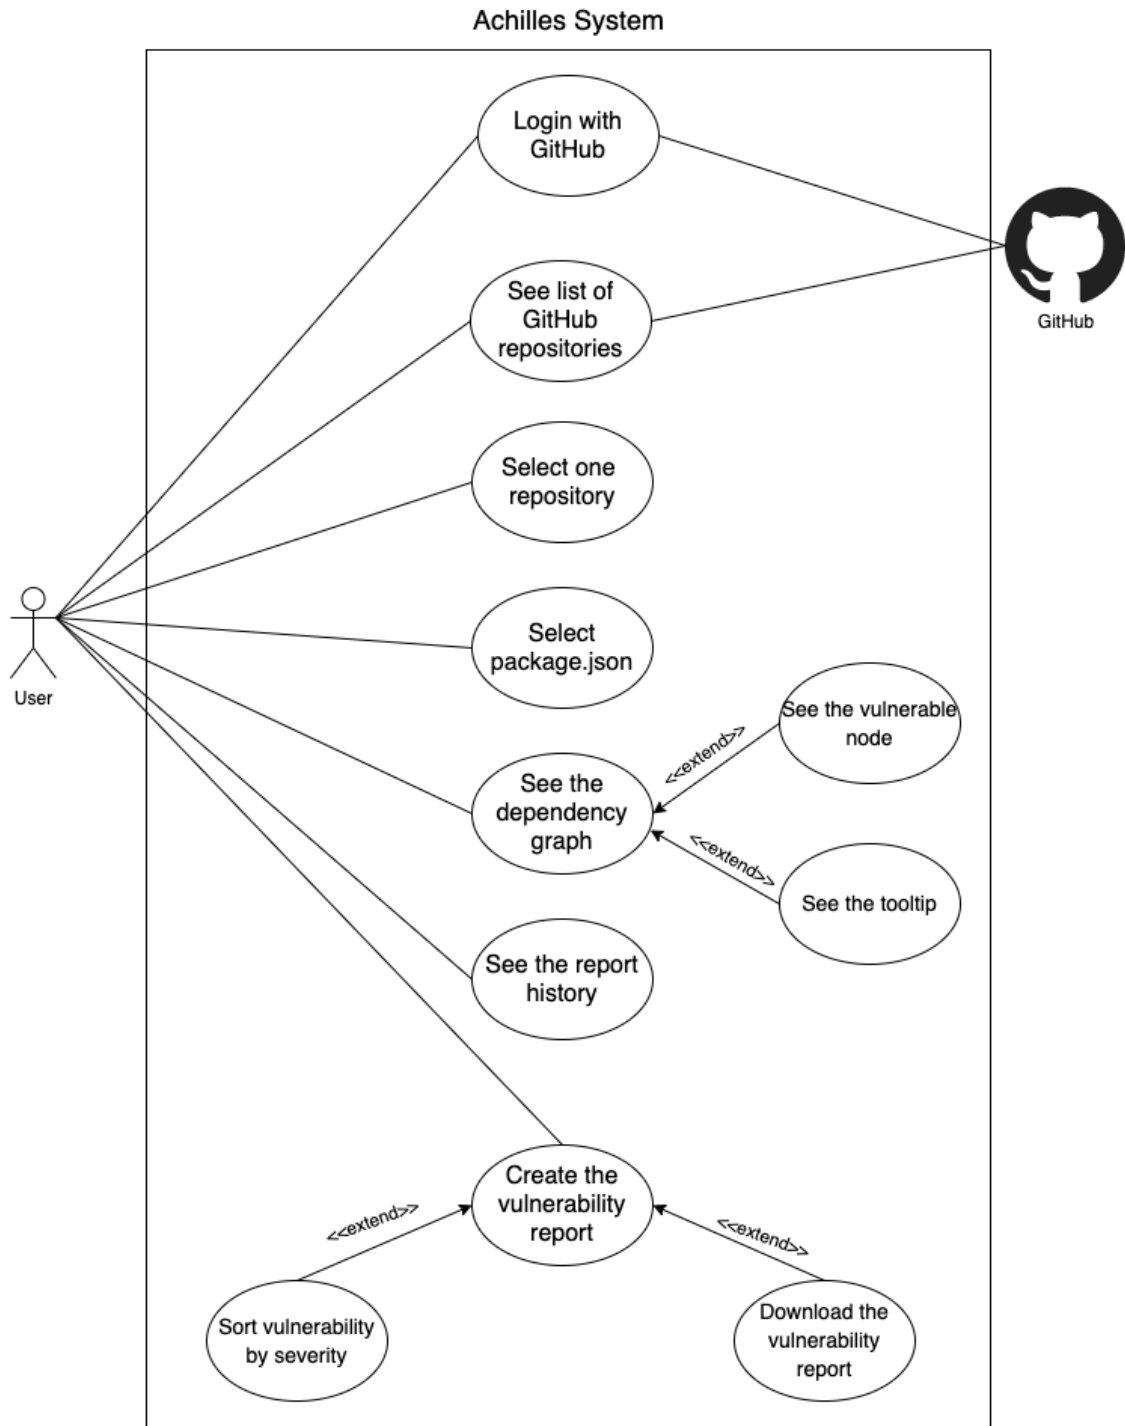 Achilles System
Login with
GitHub
See list of
GitHub
repositories
GitHub
Select one
repository
Select
package.json
User
See the vulnerable
node
<<extend>>
See the
dependency
graph
<<extend>>
See the tooltip
See the report
history
Create the
vulnerability
report
<<extend>>
<<extend>>
Sort vulnerability
by severity
Download the
vulnerability
report